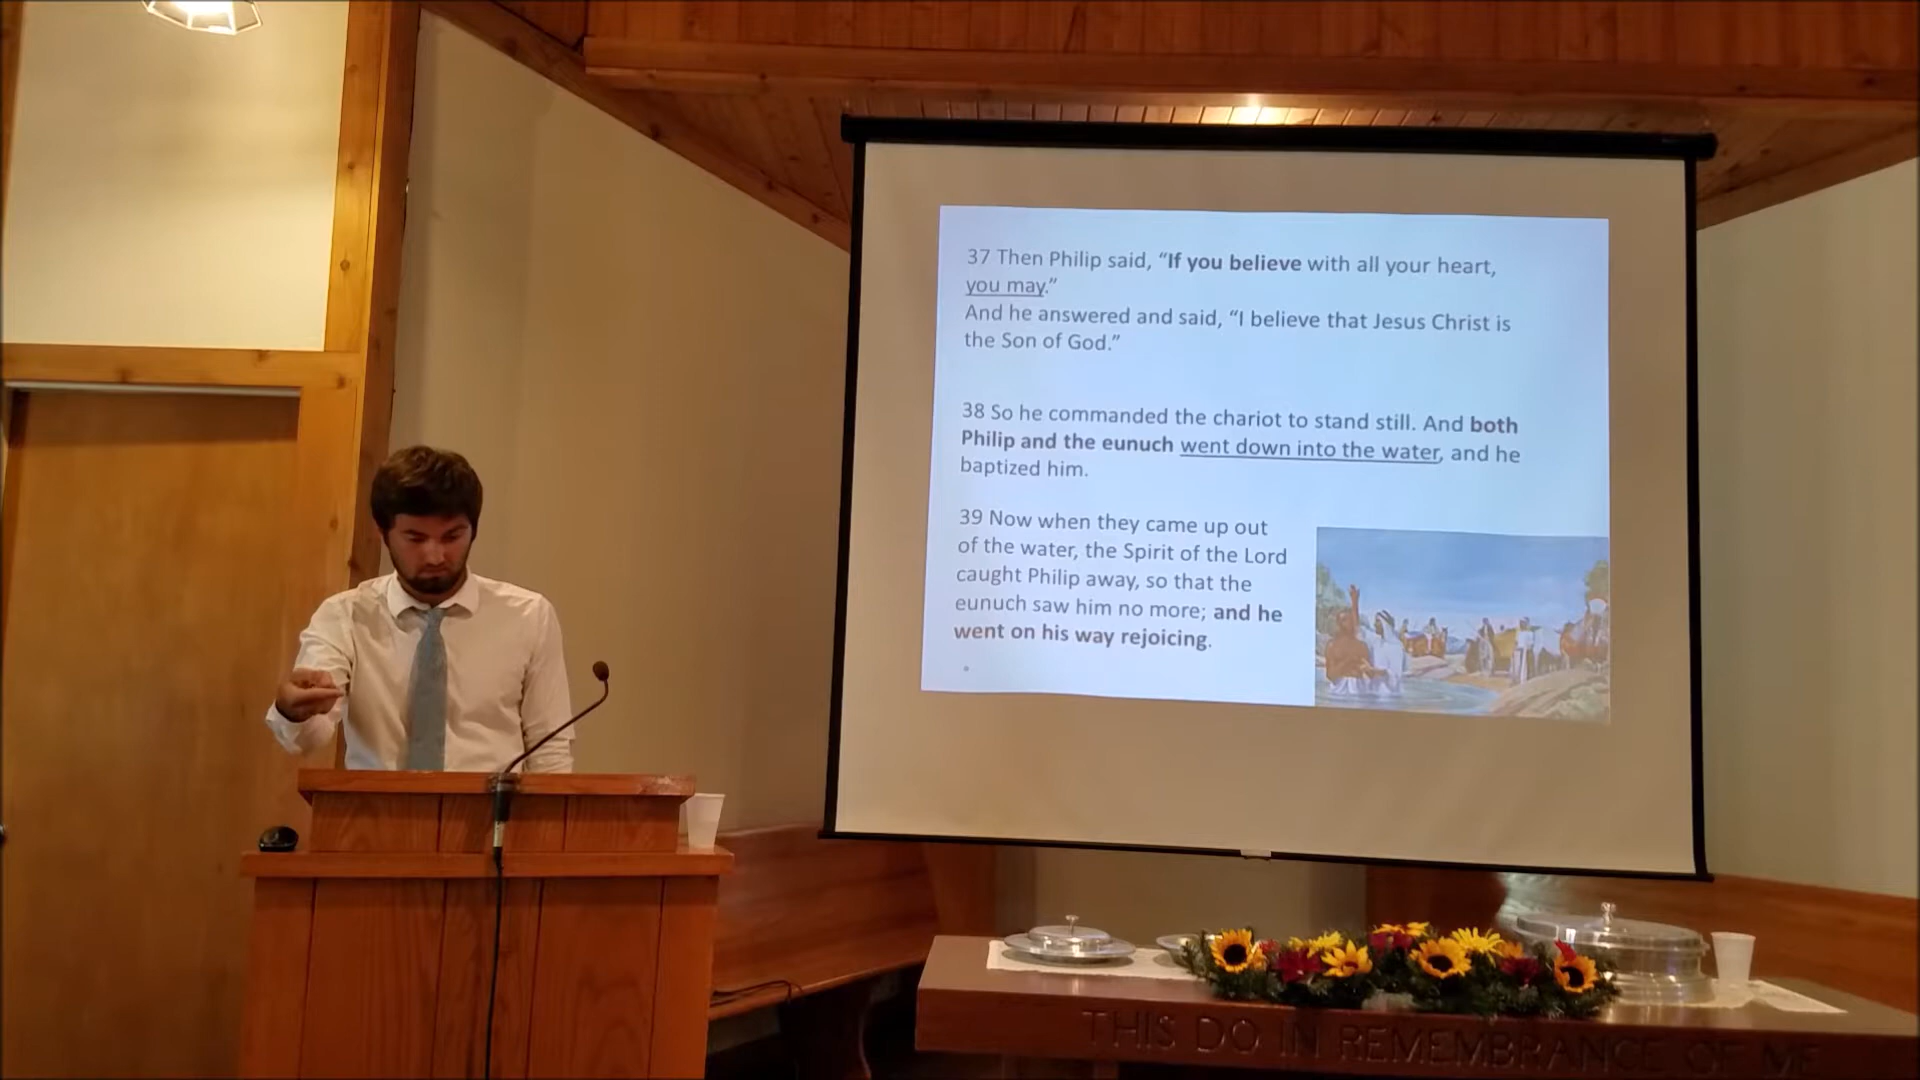 37 Then Philip said, “If you believe with all your heart,
you may.”
And he answered and said, “I believe that Jesus Christ is
the Son of God.”
38 So he commanded the chariot to stand still. And both
Philip and the eunuch went down into the water, and he
baptized him.
39 Now when they came up out
of the water, the Spirit of the Lord
caught Philip away, so that the
eunuch saw him no more; and he
went on his way rejoicing.
THIS DO IN REMEMBRANCE OF ME